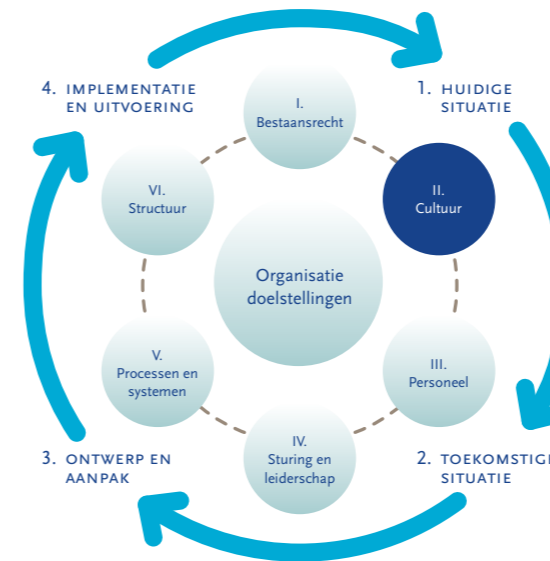 4. IMPLEMENTATIE
EN UITVOERING
1. HUIDIGE
SITUATIE
I.
Bestaansrecht
VI.
Structuur
II.
Cultuur
Organisatie
doelstellingen
V.
Processen en
systemen
III.
Personeel
IV.
Sturing en
leiderschap
3. ONTWERP EN
AANPAK
2. TOEKOMSTIGE
SITUATIE